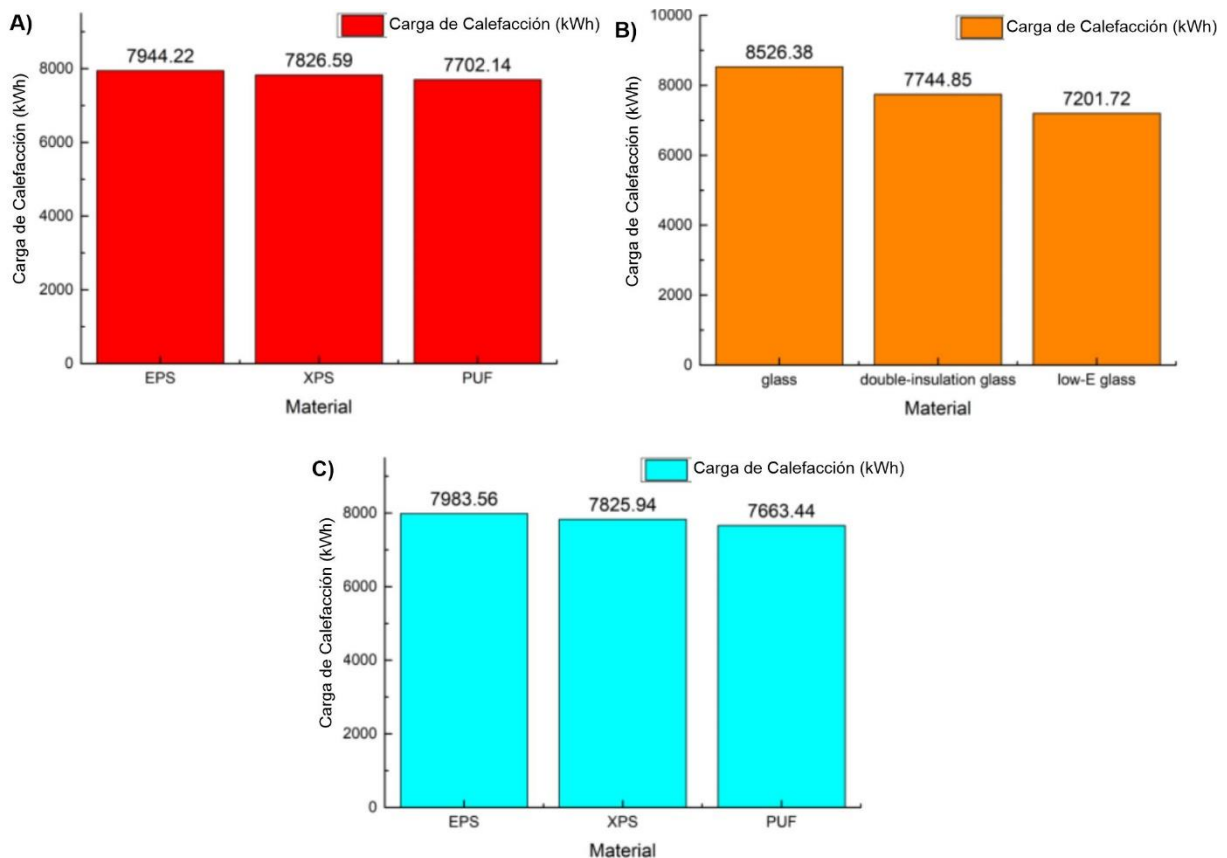 A)
Carga de Calefacción (kWh)
Carga de Calefacción (kWh)
8000
6000
4000
2000
0
7944.22
7826.59
7702.14
EPS
XPS
PUF
Material
B)
Carga de Calefacción (kWh)
Carga de Calefacción (kWh)
10000
8000
6000
4000
2000
0
8526.38
7744.85
7201.72
glass
double-insulation glass
low-E glass
Material
C)
Carga de Calefacción (kWh)
Carga de Calefacción (kWh)
8000
6000
4000
2000
0
7983.56
7825.94
7663.44
EPS
XPS
PUF
Material